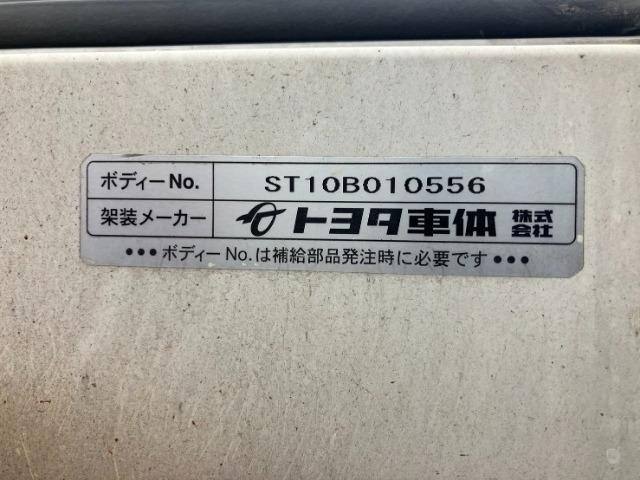 ボディーNo. ST10B010556
架装メーカー トヨタ車体 株式会社
•••ボディーNo.は補給部品発注時に必要です•••